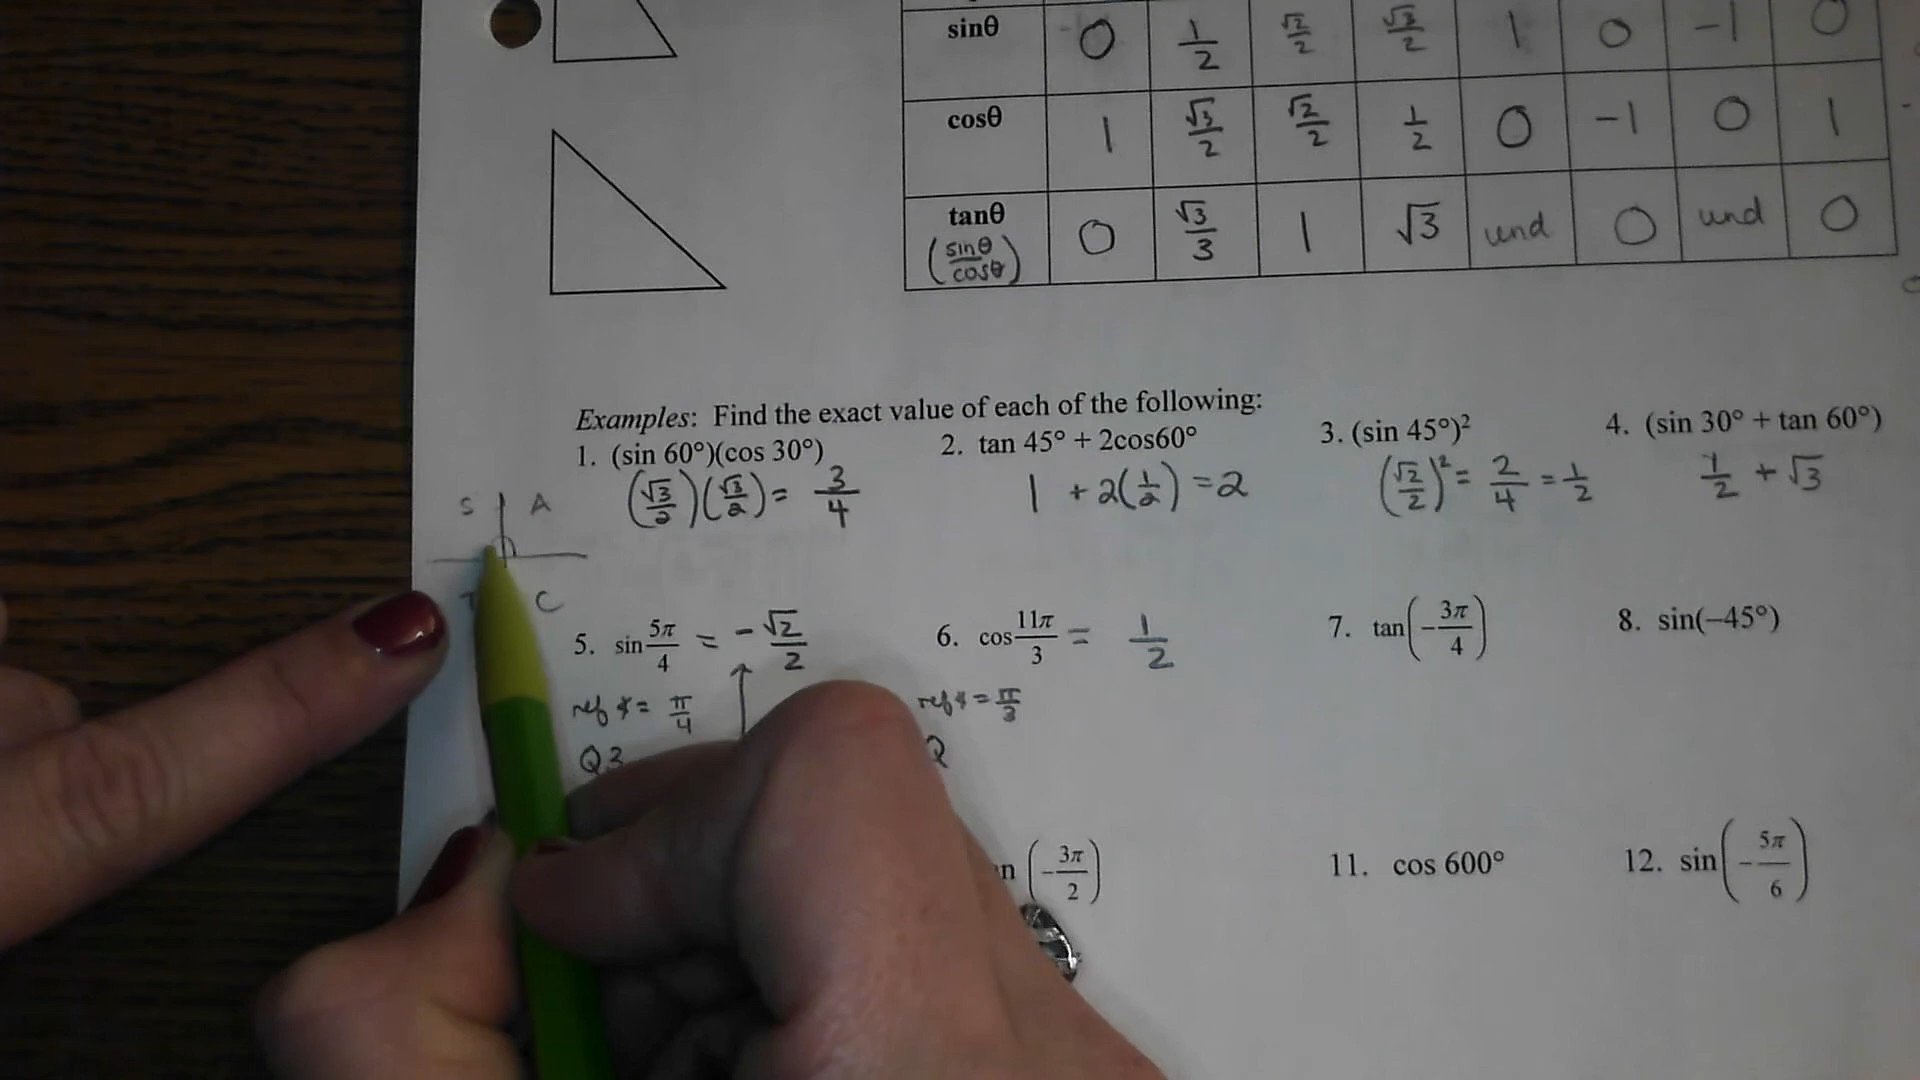 sinθ 0 1/2 √2/2 √3/2 1 0 -1 0
cosθ 1 √3/2 √2/2 1/2 0 -1 0 1
tanθ 0 √3/3 1 √3 und 0 und 0
(sinθ/cosθ)
Examples: Find the exact value of each of the following:
1. (sin 60°)(cos 30°) 2. tan 45° + 2cos60° 3. (sin 45°)² 4. (sin 30° + tan 60°)
(√3/2)(√3/2) = 3/4 1 + 2(1/2) = 2 (√2/2)² = 2/4 = 1/2 1/2 + √3
S A
C
5. sin 5π/4 = -√2/2 6. cos 11π/3 = 1/2 7. tan(-3π/4) 8. sin(–45°)
ref ∢ = π/4 ref ∢ = π/3
Q3 Q
(-3π/2) 11. cos 600° 12. sin(-5π/6)